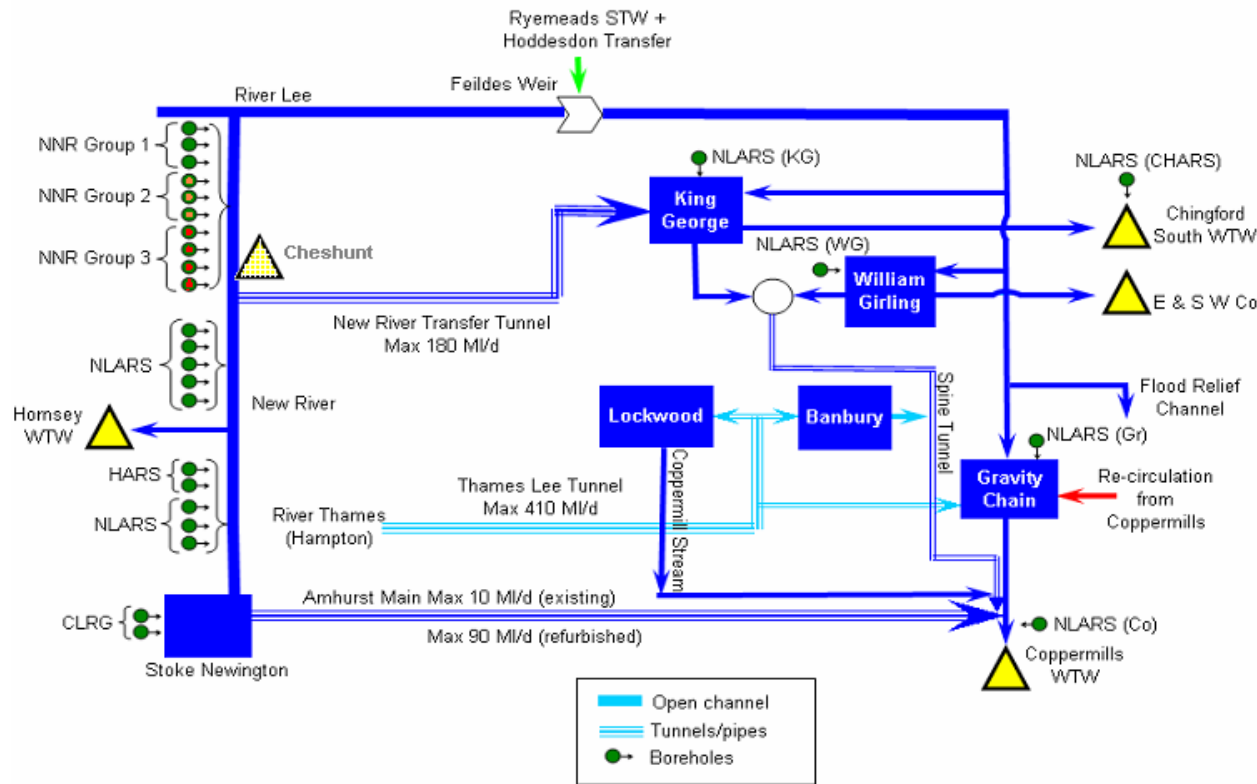 Ryemeads STW +
Hoddesdon Transfer
Feildes Weir
River Lee
NNR Group 1
NNR Group 2
NNR Group 3
Cheshunt
NLARS (KG)
King
George
NLARS (CHARS)
Chingford
South WTW
NLARS (WG)
William
Girling
E & S W Co
New River Transfer Tunnel
Max 180 Ml/d
NLARS
New River
Hornsey
WTW
Lockwood
Banbury
Spine Tunnel
Flood Relief
Channel
NLARS (Gr)
Gravity
Chain
Re-circulation
from
Coppermills
HARS
NLARS
Thames Lee Tunnel
Max 410 Ml/d
River Thames
(Hampton)
Coppermill Stream
CLRG
Amhurst Main Max 10 Ml/d (existing)
Max 90 Ml/d (refurbished)
Stoke Newington
NLARS (Co)
Coppermills
WTW
Open channel
Tunnels/pipes
Boreholes